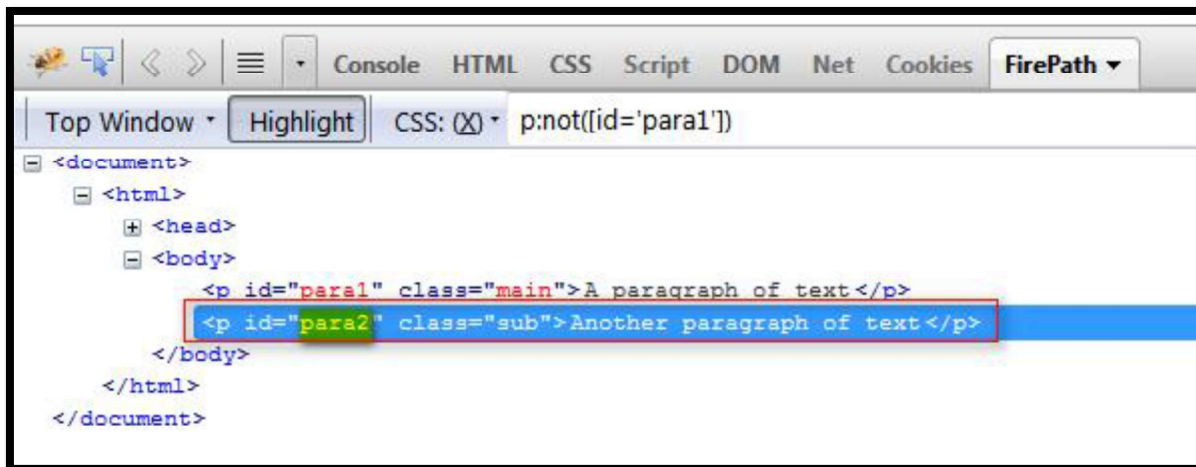 Console HTML CSS Script DOM Net Cookies FirePath
Top Window Highlight CSS: (X) p:not([id='para1'])
<document>
<html>
<head>
<body>
<p id="para1" class="main">A paragraph of text</p>
<p id="para2" class="sub">Another paragraph of text</p>
</body>
</html>
</document>